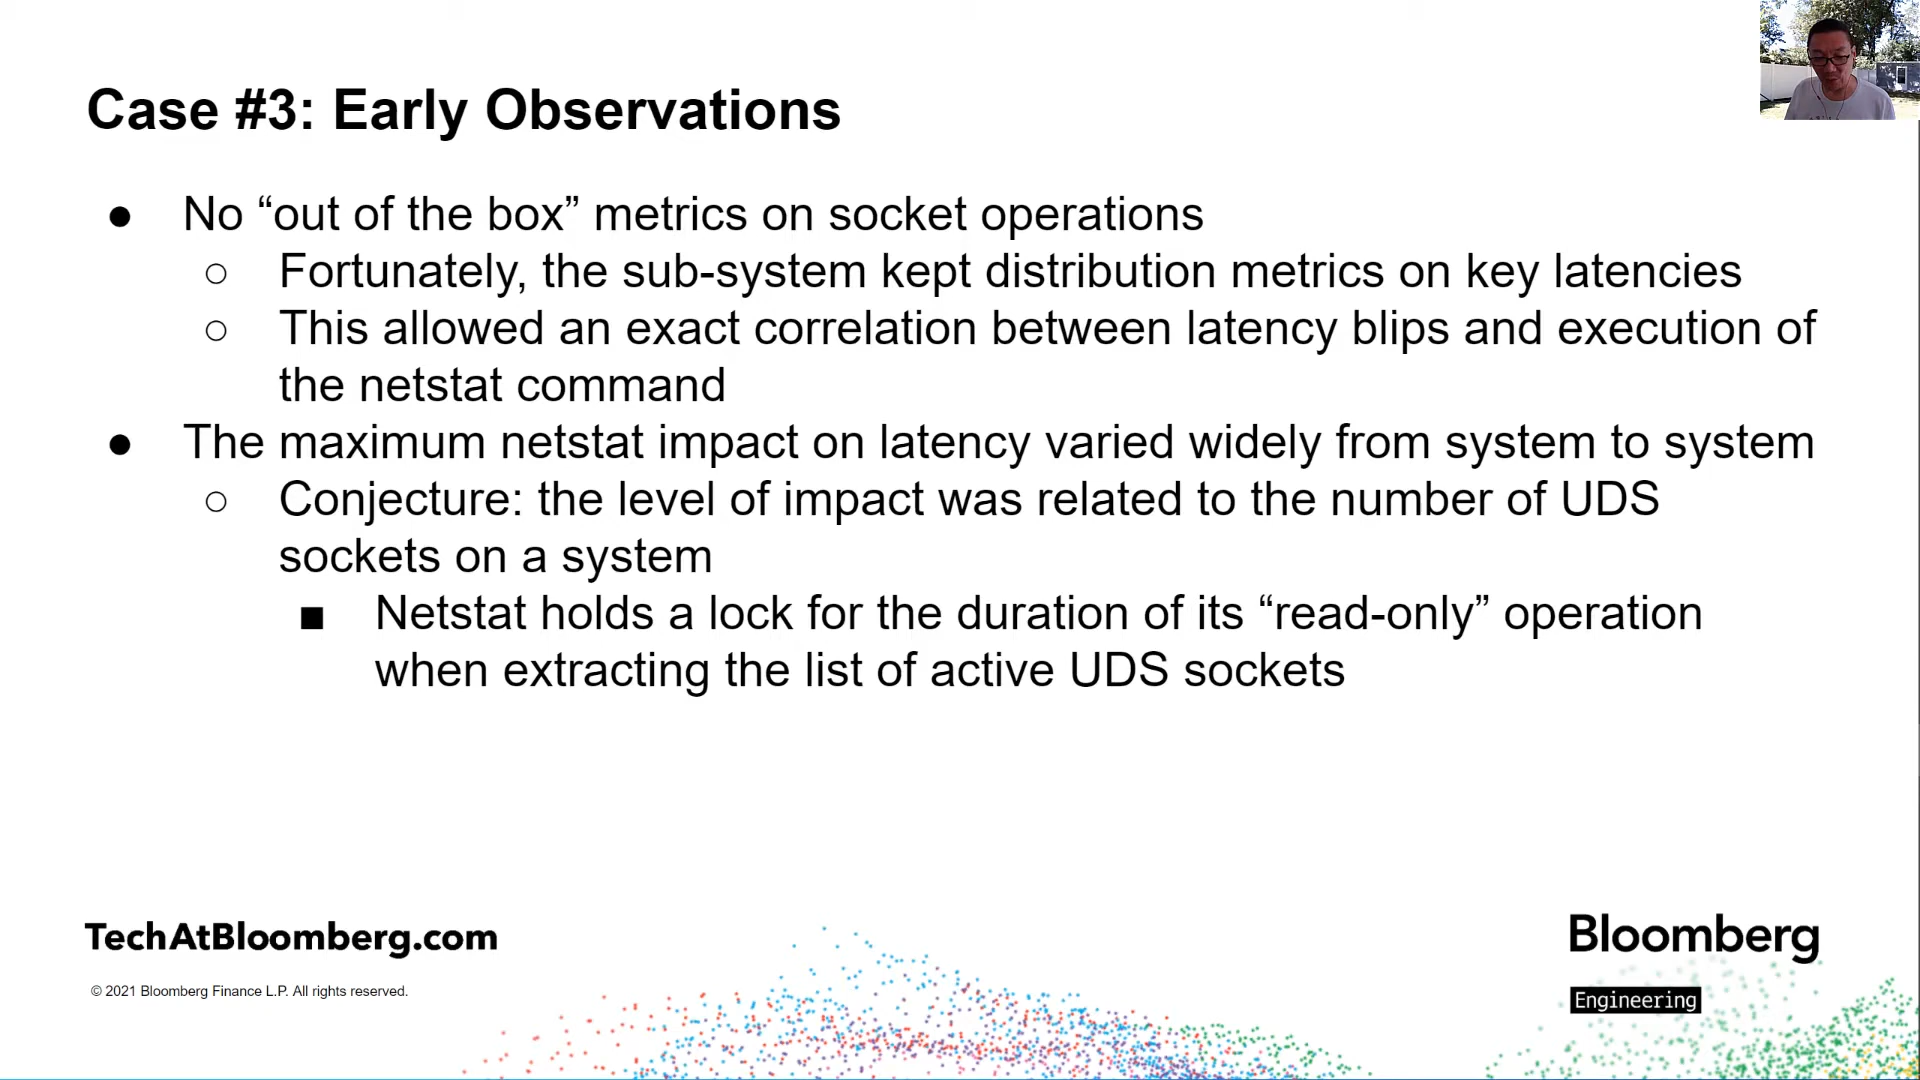 Case #3: Early Observations
● No “out of the box” metrics on socket operations
○ Fortunately, the sub-system kept distribution metrics on key latencies
○ This allowed an exact correlation between latency blips and execution of
the netstat command
● The maximum netstat impact on latency varied widely from system to system
○ Conjecture: the level of impact was related to the number of UDS
sockets on a system
■ Netstat holds a lock for the duration of its “read-only” operation
when extracting the list of active UDS sockets
TechAtBloomberg.com
© 2021 Bloomberg Finance L.P. All rights reserved.
Bloomberg
Engineering